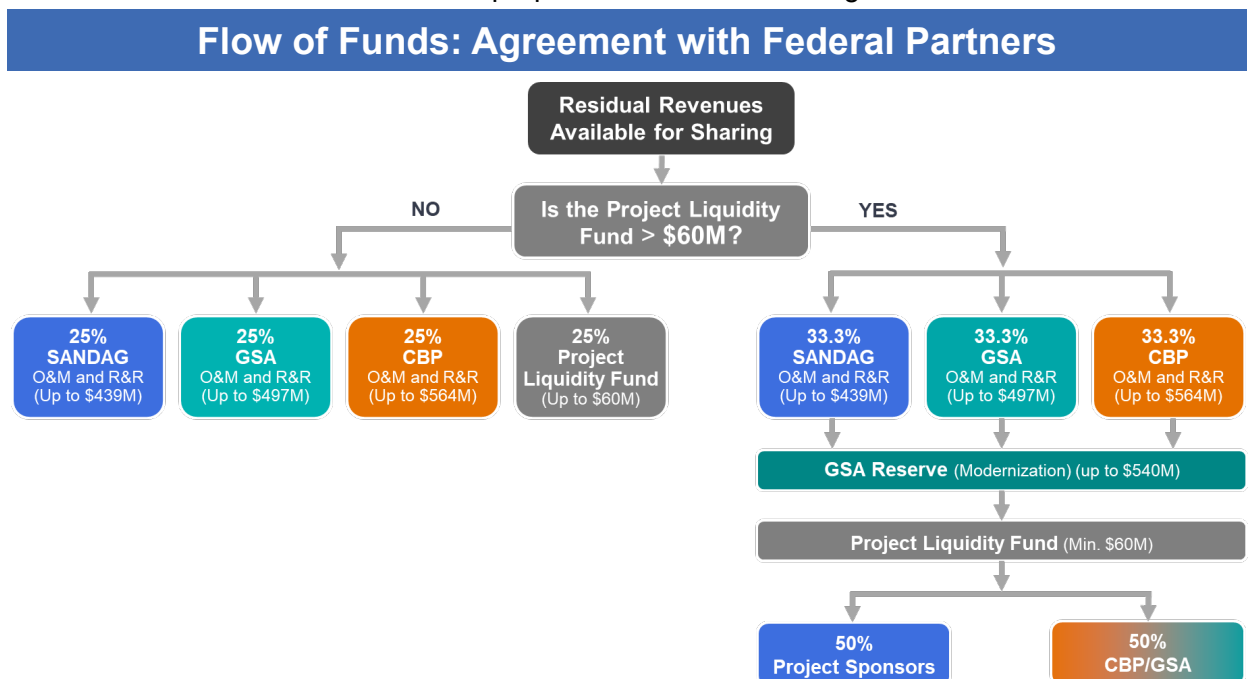 Flow of Funds: Agreement with Federal Partners
Residual Revenues
Available for Sharing
Is the Project Liquidity
Fund > $60M?
NO
YES
25%
SANDAG
O&M and R&R
(Up to $439M)
25%
GSA
O&M and R&R
(Up to $497M)
25%
CBP
O&M and R&R
(Up to $564M)
25%
Project
Liquidity Fund
(Up to $60M)
33.3%
SANDAG
O&M and R&R
(Up to $439M)
33.3%
GSA
O&M and R&R
(Up to $497M)
33.3%
CBP
O&M and R&R
(Up to $564M)
GSA Reserve (Modernization) (up to $540M)
Project Liquidity Fund (Min. $60M)
50%
Project Sponsors
50%
CBP/GSA